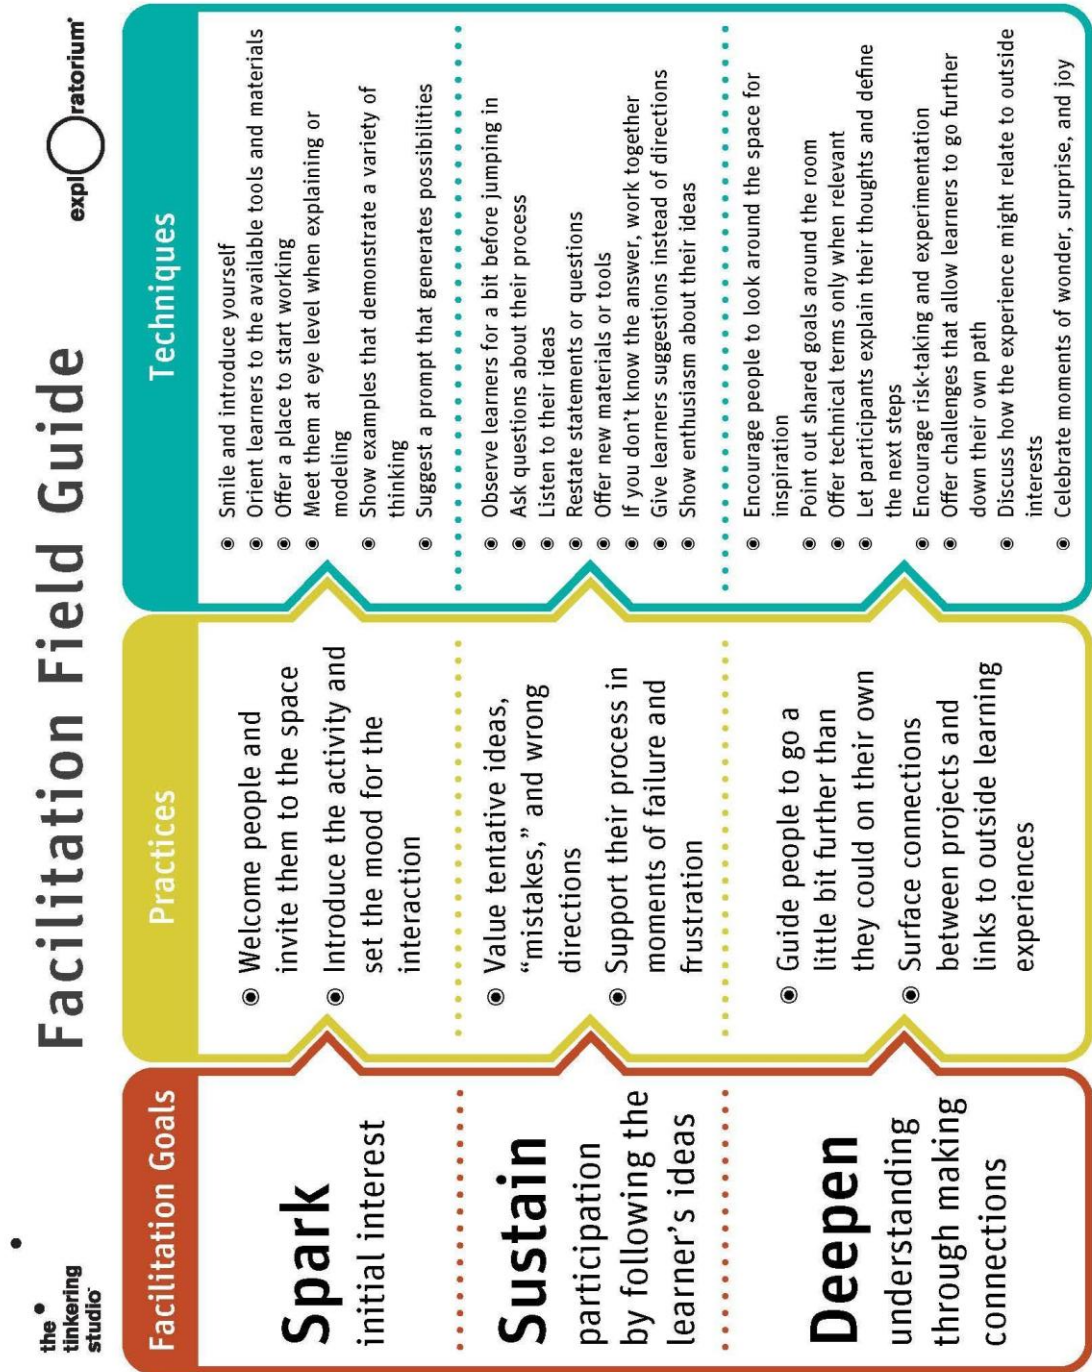 the
tinkering
studio
Facilitation Field Guide
expl ratorium
Facilitation Goals
Practices
Techniques
Spark
initial interest
◉ Welcome people and
invite them to the space
◉ Introduce the activity and
set the mood for the
interaction
◉ Smile and introduce yourself
◉ Orient learners to the available tools and materials
◉ Offer a place to start working
◉ Meet them at eye level when explaining or
modeling
◉ Show examples that demonstrate a variety of
thinking
◉ Suggest a prompt that generates possibilities
Sustain
participation
by following the
learner's ideas
◉ Value tentative ideas,
“mistakes,” and wrong
directions
◉ Support their process in
moments of failure and
frustration
◉ Observe learners for a bit before jumping in
◉ Ask questions about their process
◉ Listen to their ideas
◉ Restate statements or questions
◉ Offer new materials or tools
◉ If you don't know the answer, work together
◉ Give learners suggestions instead of directions
◉ Show enthusiasm about their ideas
Deepen
understanding
through making
connections
◉ Guide people to go a
little bit further than
they could on their own
◉ Surface connections
between projects and
links to outside learning
experiences
◉ Encourage people to look around the space for
inspiration
◉ Point out shared goals around the room
◉ Offer technical terms only when relevant
◉ Let participants explain their thoughts and define
the next steps
◉ Encourage risk-taking and experimentation
◉ Offer challenges that allow learners to go further
down their own path
◉ Discuss how the experience might relate to outside
interests
◉ Celebrate moments of wonder, surprise, and joy